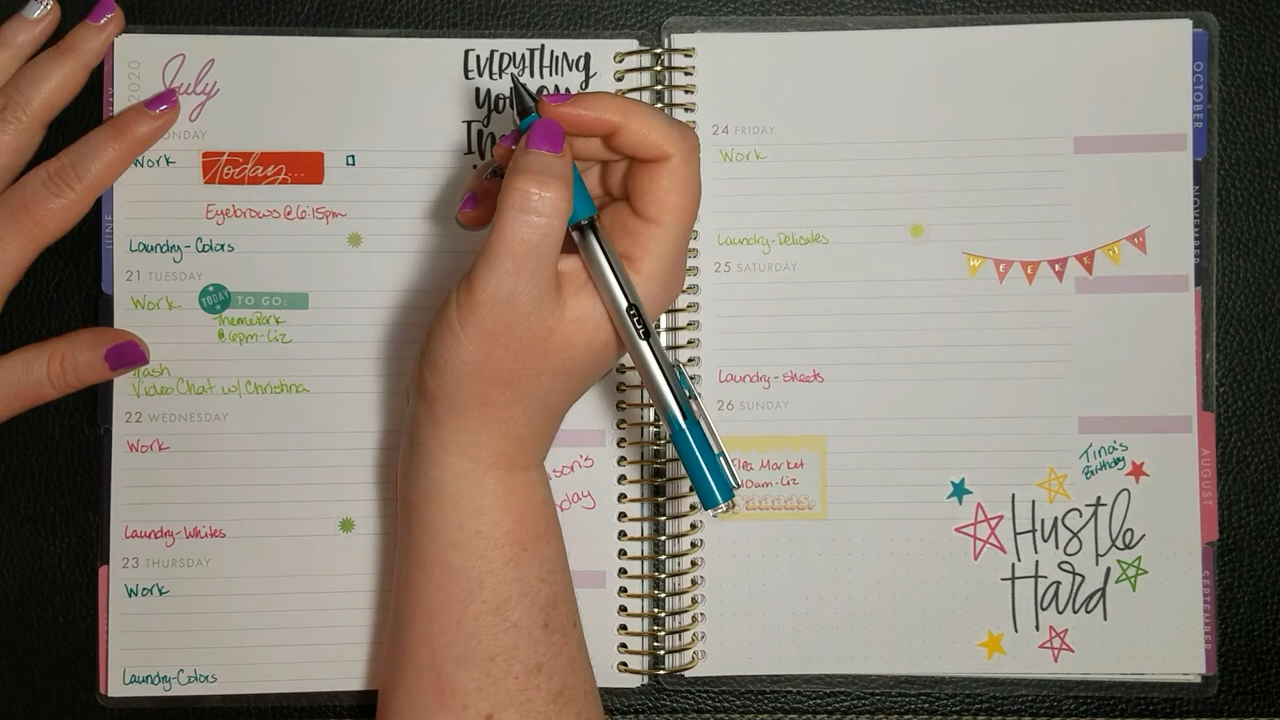 2020
July
EVERYTHING
MONDAY
Work
today...
Eyebrows @ 6:15pm
Laundry-Colors
21 TUESDAY
Work
TODAY
TO GO:
ThemePark
@ 6pm-Liz
Trash
Video Chat w/ Christina
22 WEDNESDAY
Work
Laundry-Whites
23 THURSDAY
Work
Laundry-Colors
JUNE
24 FRIDAY
Work
Laundry-Delicates
WEEKEND
25 SATURDAY
Laundry-sheets
26 SUNDAY
Flea Market
10am-Liz
yaaaas.
Tina's
Birthday
Hustle
Hard
OCTOBER
NOVEMBER
AUGUST
SEPTEMBER